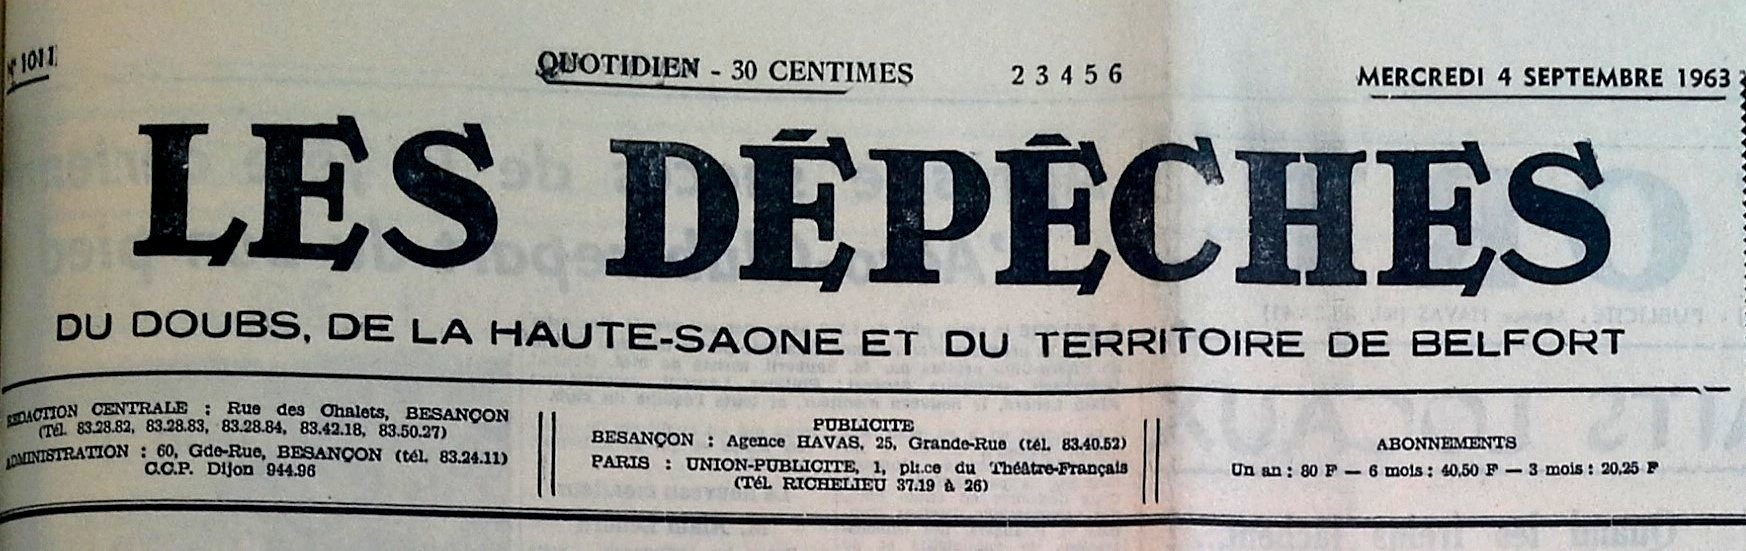 N° 1011
QUOTIDIEN - 30 CENTIMES
2 3 4 5 6
MERCREDI 4 SEPTEMBRE 1963
LES DÉPÊCHES
DU DOUBS, DE LA HAUTE-SAONE ET DU TERRITOIRE DE BELFORT
REDACTION CENTRALE : Rue des Chalets, BESANÇON
(Tél. 83.28.82, 83.28.83, 83.28.84, 83.42.18, 83.50.27)
ADMINISTRATION : 60, Gde-Rue, BESANÇON (tél. 83.24.11)
C.C.P. Dijon 944.96
PUBLICITE
BESANÇON : Agence HAVAS, 25, Grande-Rue (tél. 83.40.52)
PARIS : UNION-PUBLICITE, 1, pl.ce du Théâtre-Français
(Tél. RICHELIEU 37.19 à 26)
ABONNEMENTS
Un an : 80 F — 6 mois : 40,50 F — 3 mois : 20,25 F